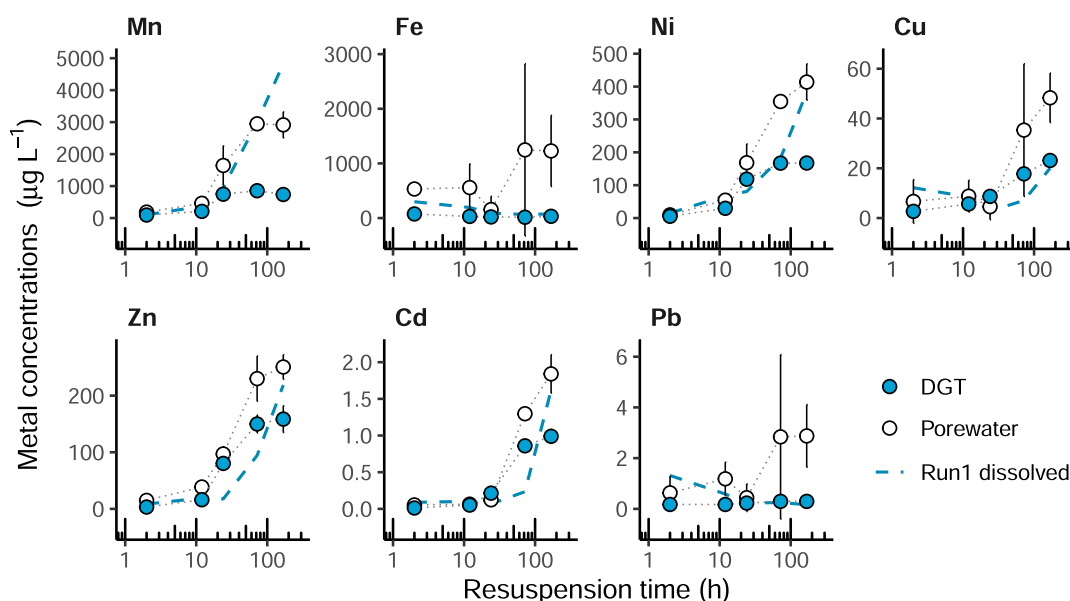 Mn Fe Ni Cu
5000
4000
3000
2000
1000
0
3000
2000
1000
0
500
400
300
200
100
0
60
40
20
0
1 10 100
1 10 100
1 10 100
1 10 100
Metal concentrations (µg L⁻¹)
Zn Cd Pb
200
100
0
2.0
1.5
1.0
0.5
0.0
6
4
2
0
1 10 100
1 10 100
1 10 100
DGT
Porewater
Run1 dissolved
Resuspension time (h)